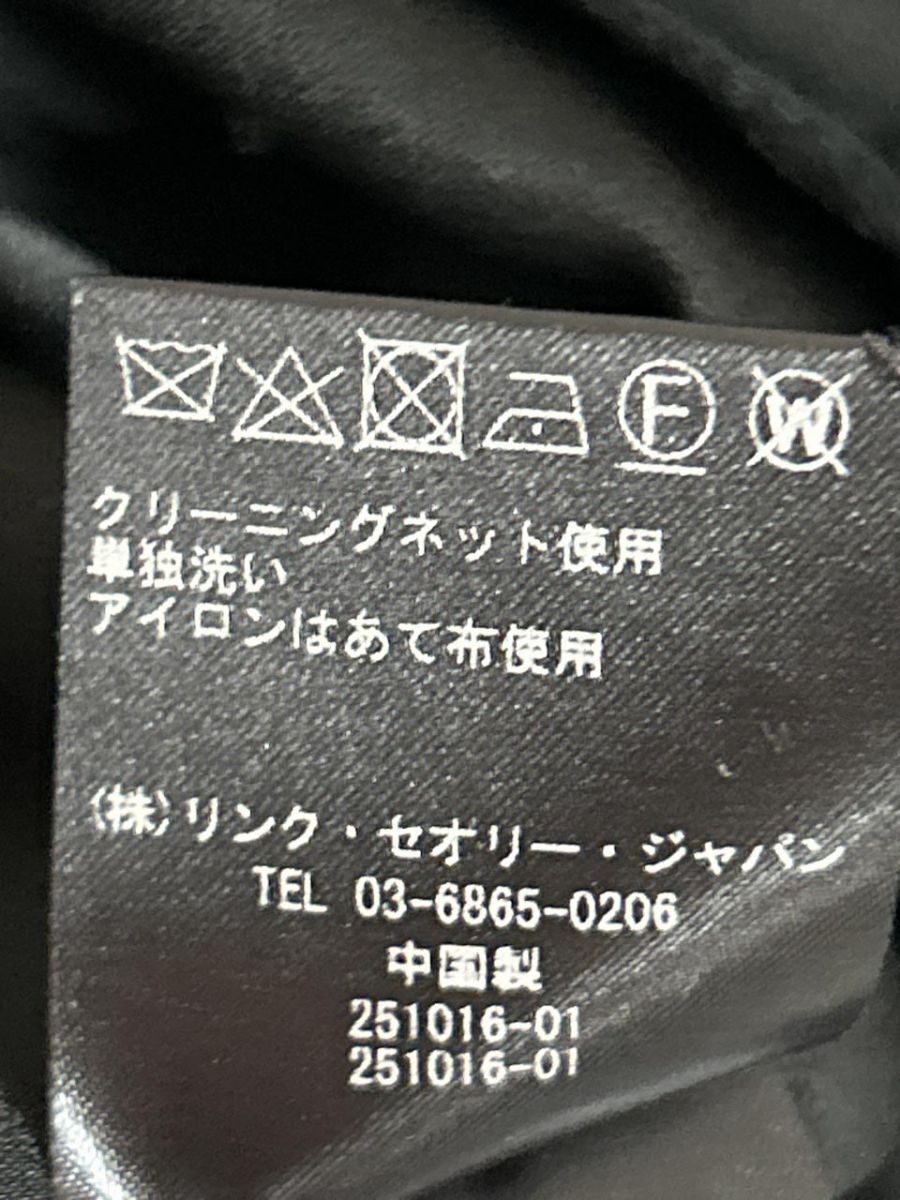 F W
クリーニングネット使用
単独洗い
アイロンはあて布使用
(株)リンク・セオリー・ジャパン
TEL 03-6865-0206
中国製
251016-01
251016-01